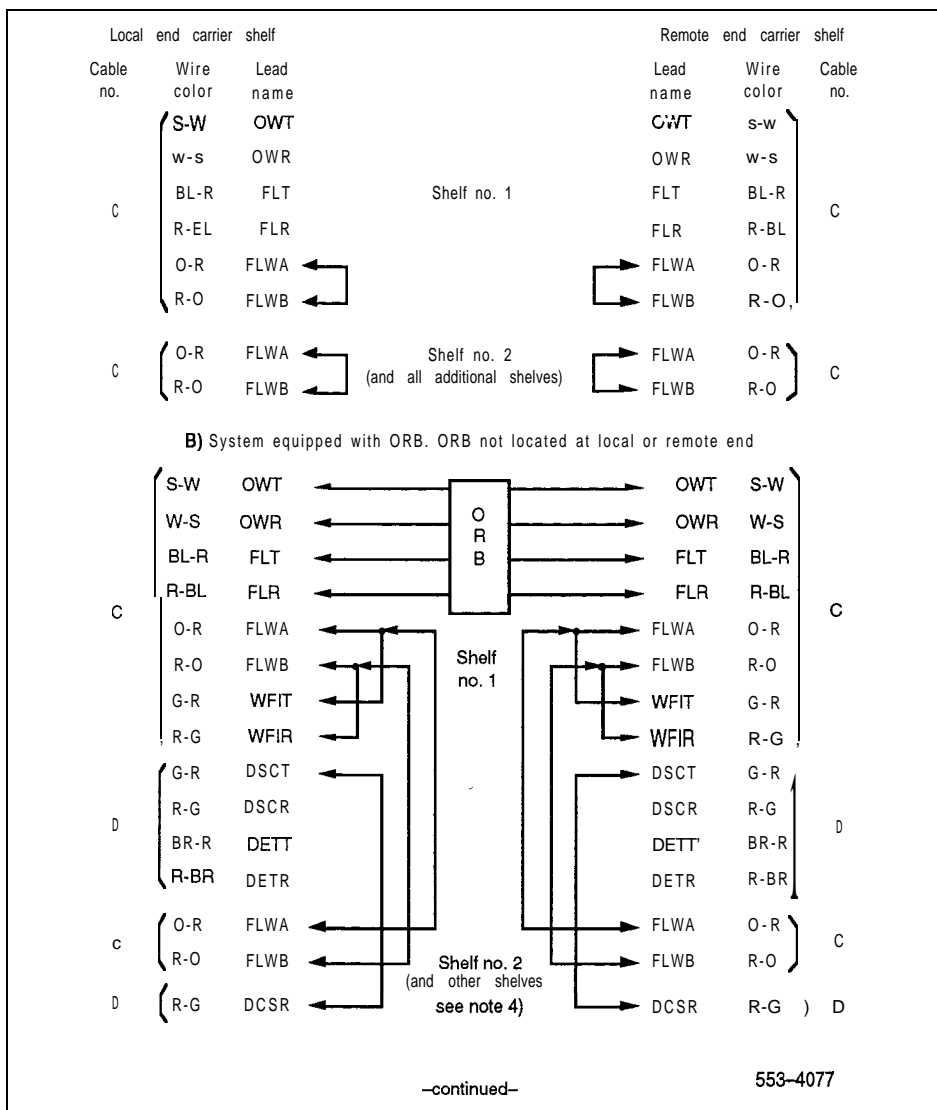 Local end carrier shelf Remote end carrier shelf
Cable Wire Lead Lead Wire Cable
no. color name name color no.
S-W OWT OWT s-w
w-s OWR OWR w-s
BL-R FLT Shelf no. 1 FLT BL-R
C C
R-EL FLR FLR R-BL
O-R FLWA FLWA O-R
R-O FLWB FLWB R-O,
O-R FLWA Shelf no. 2 FLWA O-R
C (and all additional shelves) C
R-O FLWB FLWB R-O
B) System equipped with ORB. ORB not located at local or remote end
S-W OWT OWT S-W
W-S OWR O OWR W-S
R
BL-R FLT B FLT BL-R
R-BL FLR FLR R-BL
C C
O-R FLWA FLWA O-R
Shelf
R-O FLWB FLWB R-O
no. 1
G-R WFIT WFIT G-R
R-G WFIR WFIR R-G ,
G-R DSCT DSCT G-R
R-G DSCR DSCR R-G
D D
BR-R DETT DETT' BR-R
R-BR DETR DETR R-BR
O-R FLWA FLWA O-R
c C
R-O FLWB Shelf no. 2 FLWB R-O
(and other shelves
D R-G DCSR see note 4) DCSR R-G ) D
–continued–
553–4077